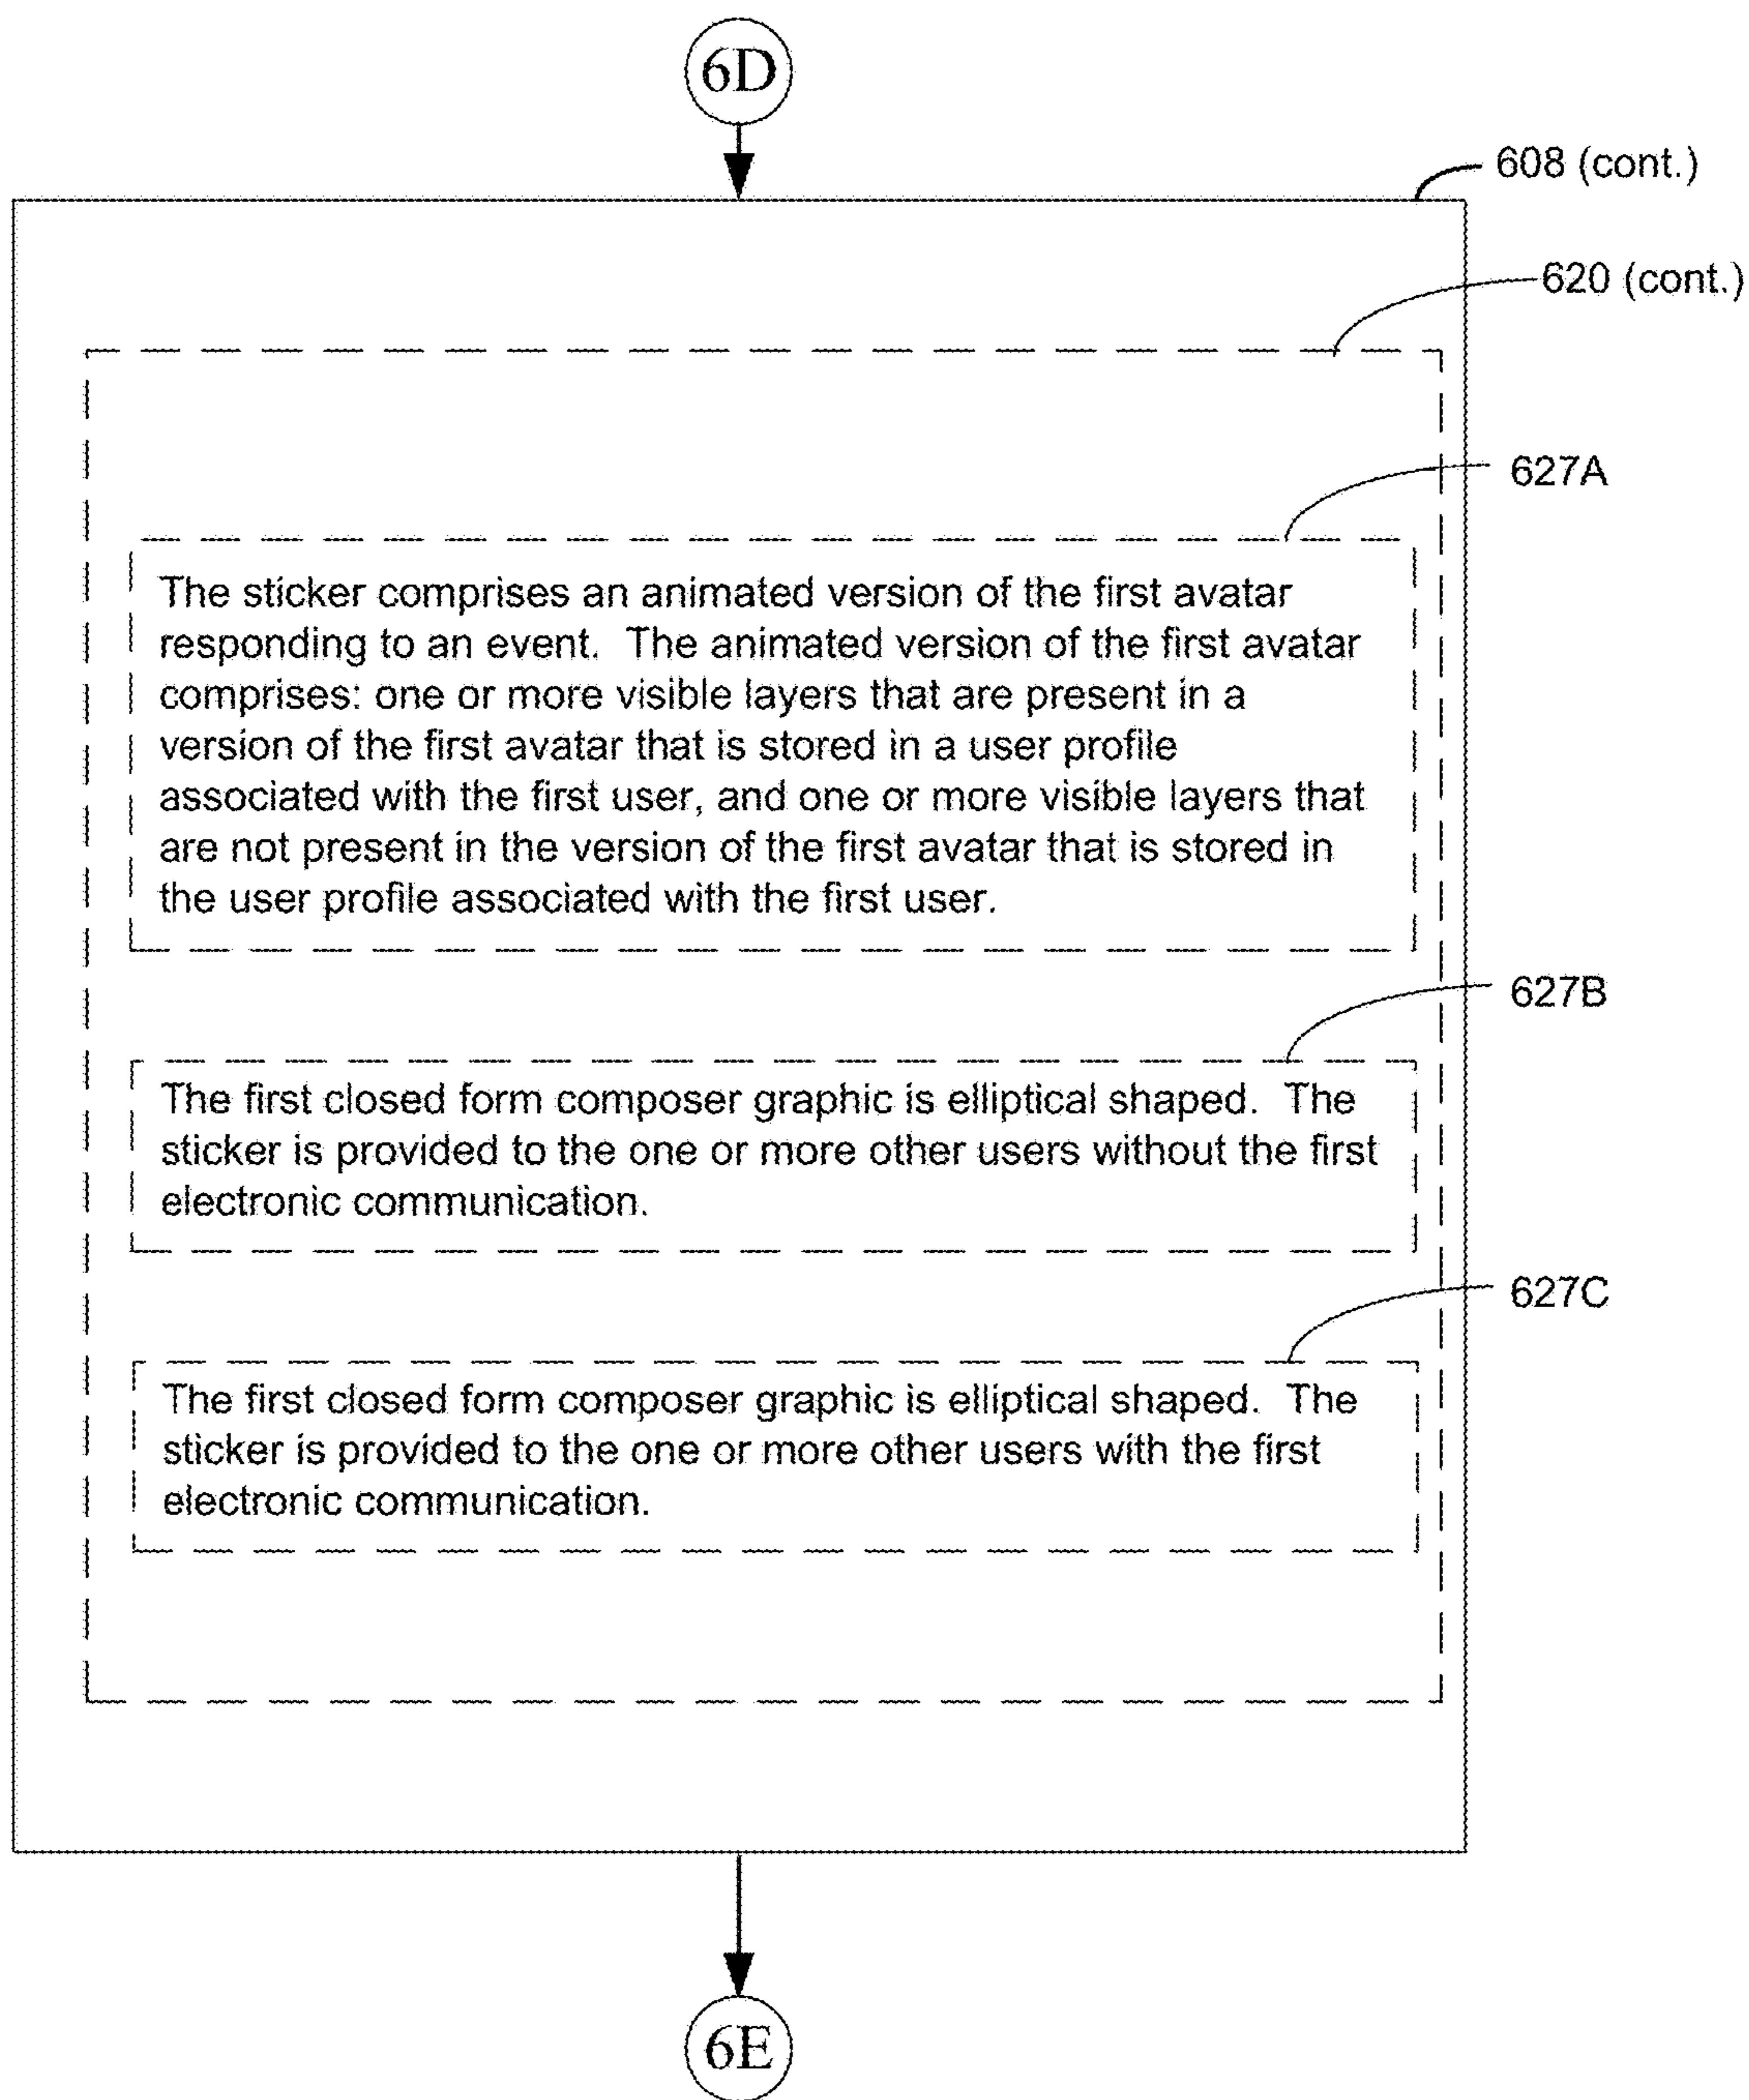 6D
608 (cont.)
620 (cont.)
627A
The sticker comprises an animated version of the first avatar
responding to an event.  The animated version of the first avatar
comprises: one or more visible layers that are present in a
version of the first avatar that is stored in a user profile
associated with the first user, and one or more visible layers that
are not present in the version of the first avatar that is stored in
the user profile associated with the first user.
627B
The first closed form composer graphic is elliptical shaped.  The
sticker is provided to the one or more other users without the first
electronic communication.
627C
The first closed form composer graphic is elliptical shaped.  The
sticker is provided to the one or more other users with the first
electronic communication.
6E